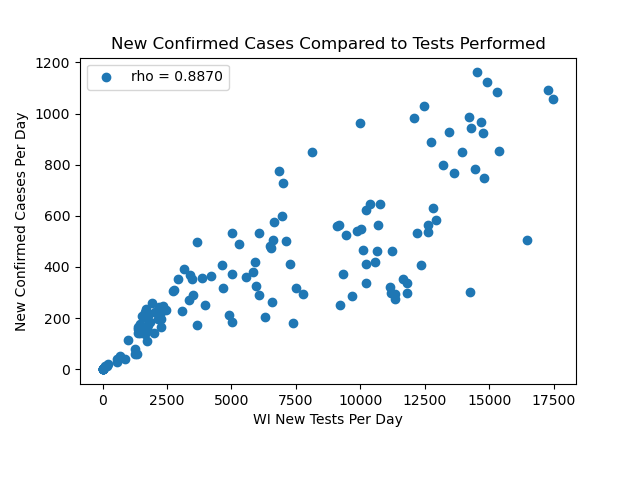 New Confirmed Cases Compared to Tests Performed
rho = 0.8870
New Confirmed Caeses Per Day
1200
1000
800
600
400
200
0
0 2500 5000 7500 10000 12500 15000 17500
WI New Tests Per Day